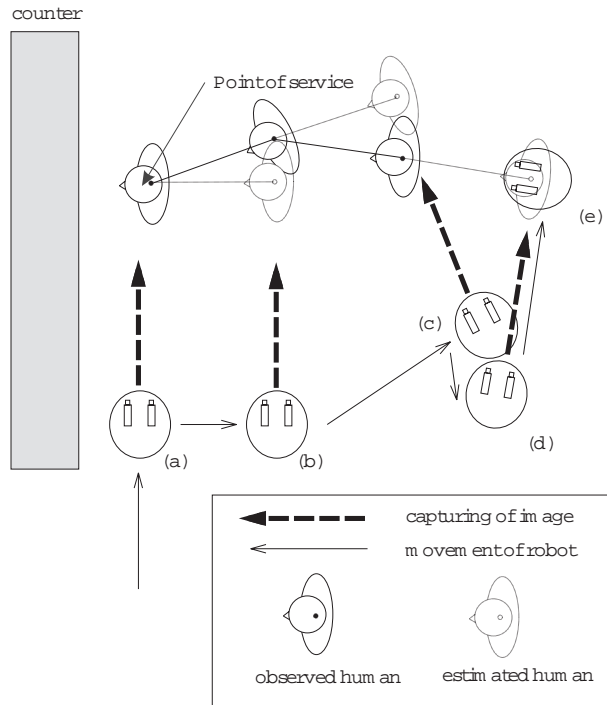 counter
Point of service
(e)
(c)
(d)
(a)
(b)
capturing of image
movement of robot
observed human
estimated human